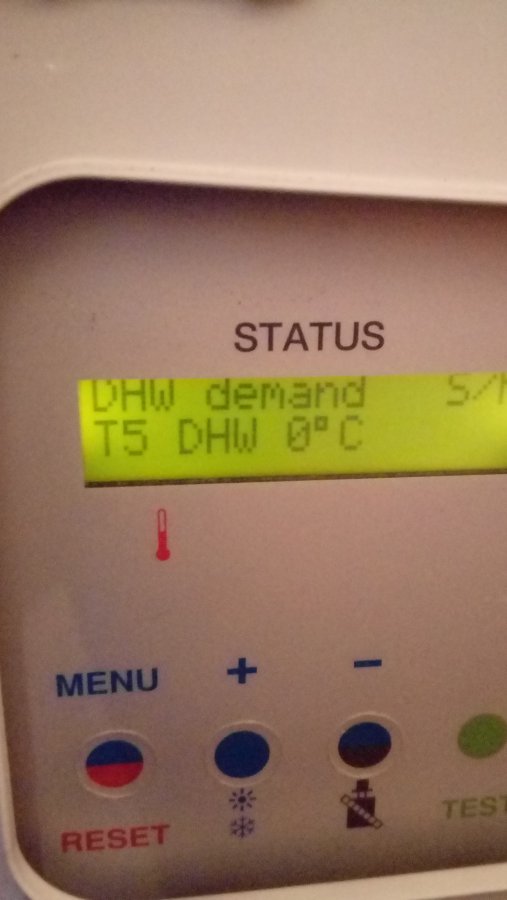 STATUS
DHW demand
T5 DHW 0°C
MENU + -
RESET TEST